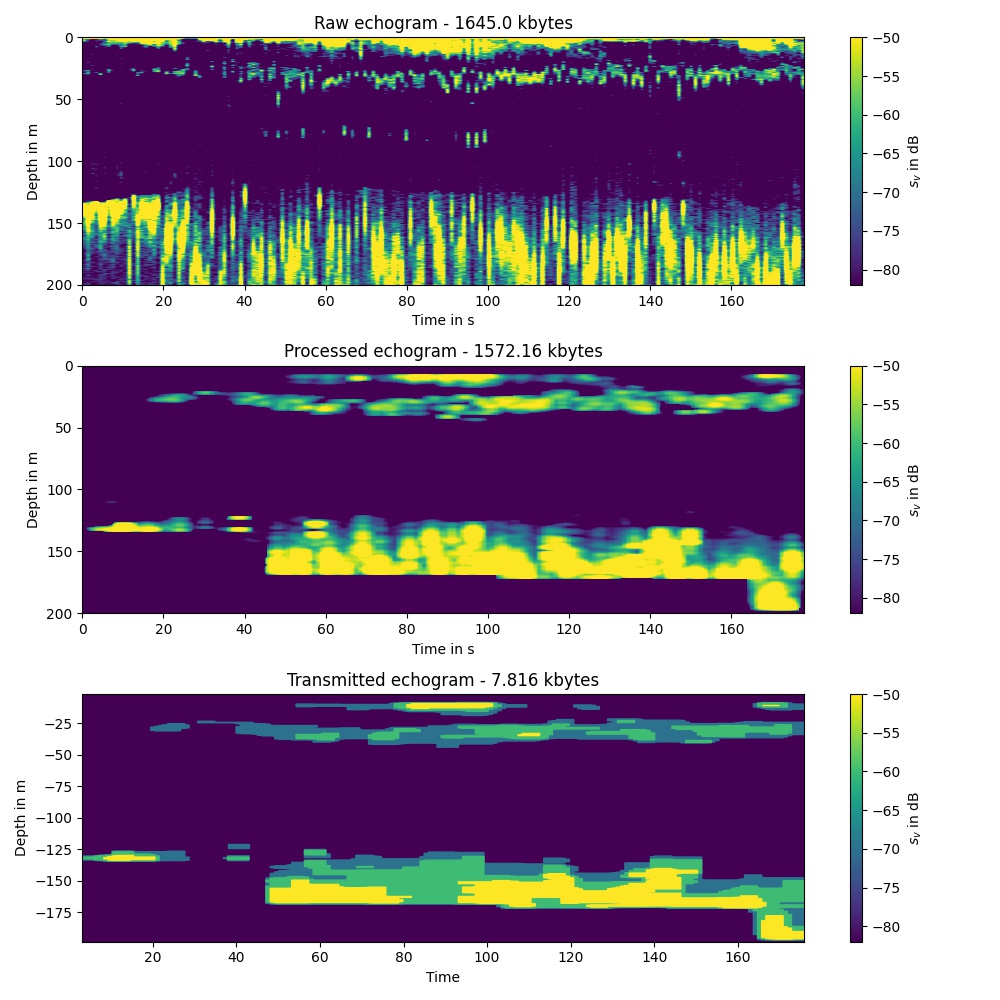 Raw echogram - 1645.0 kbytes
0
50
100
150
200
Depth in m
0 20 40 60 80 100 120 140 160
Time in s
−50
−55
−60
−65
−70
−75
−80
sv in dB
Processed echogram - 1572.16 kbytes
0
50
100
150
200
Depth in m
0 20 40 60 80 100 120 140 160
Time in s
−50
−55
−60
−65
−70
−75
−80
sv in dB
Transmitted echogram - 7.816 kbytes
−25
−50
−75
−100
−125
−150
−175
Depth in m
20 40 60 80 100 120 140 160
Time
−50
−55
−60
−65
−70
−75
−80
sv in dB